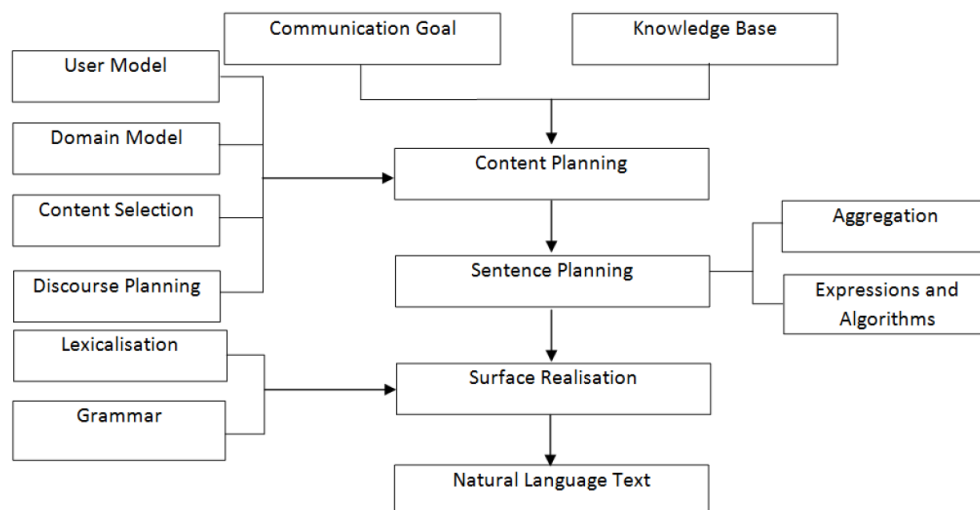 Communication Goal
Knowledge Base
User Model
Domain Model
Content Planning
Content Selection
Aggregation
Sentence Planning
Discourse Planning
Expressions and
Algorithms
Lexicalisation
Surface Realisation
Grammar
Natural Language Text